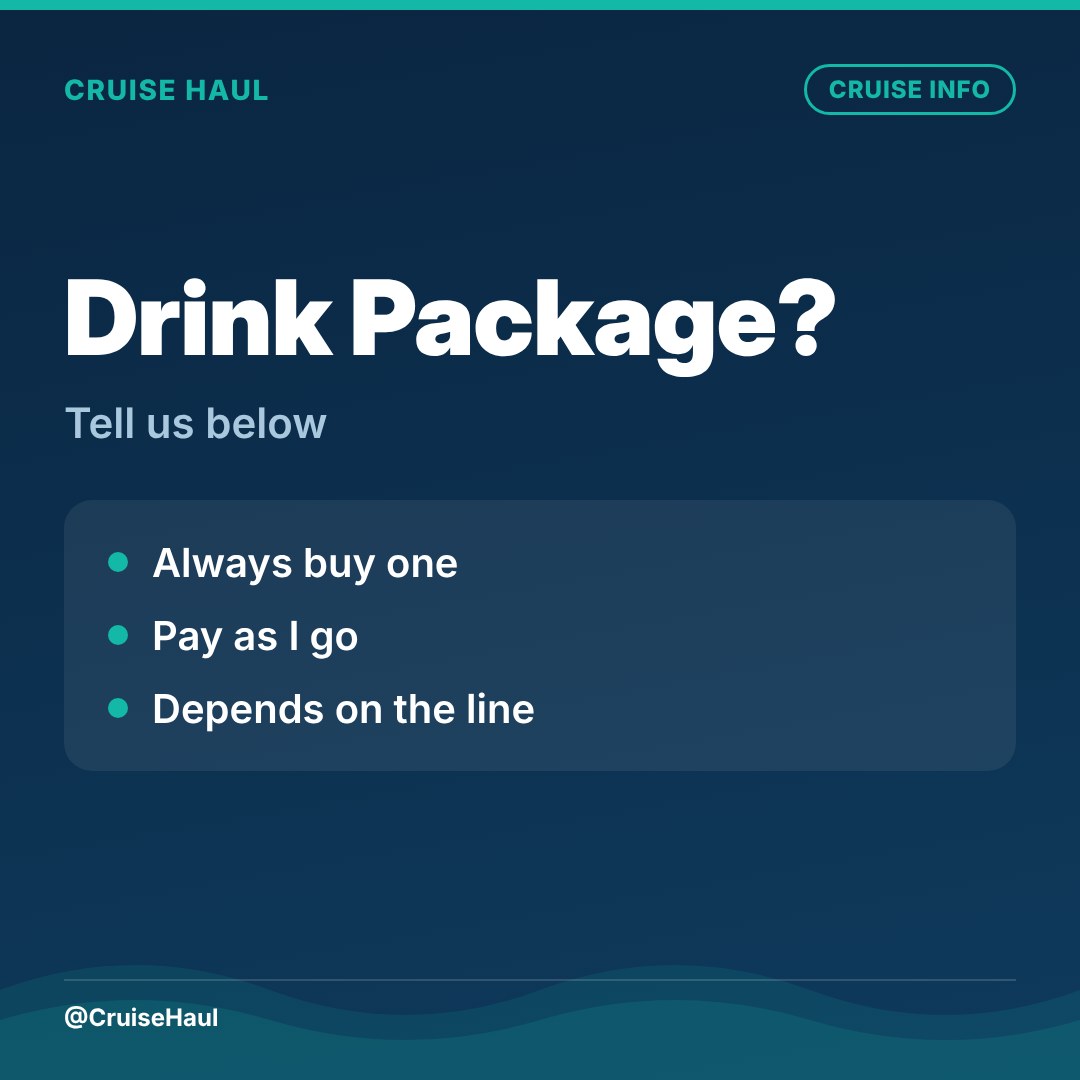 CRUISE HAUL
CRUISE INFO
Drink Package?
Tell us below
Always buy one
Pay as I go
Depends on the line
@CruiseHaul